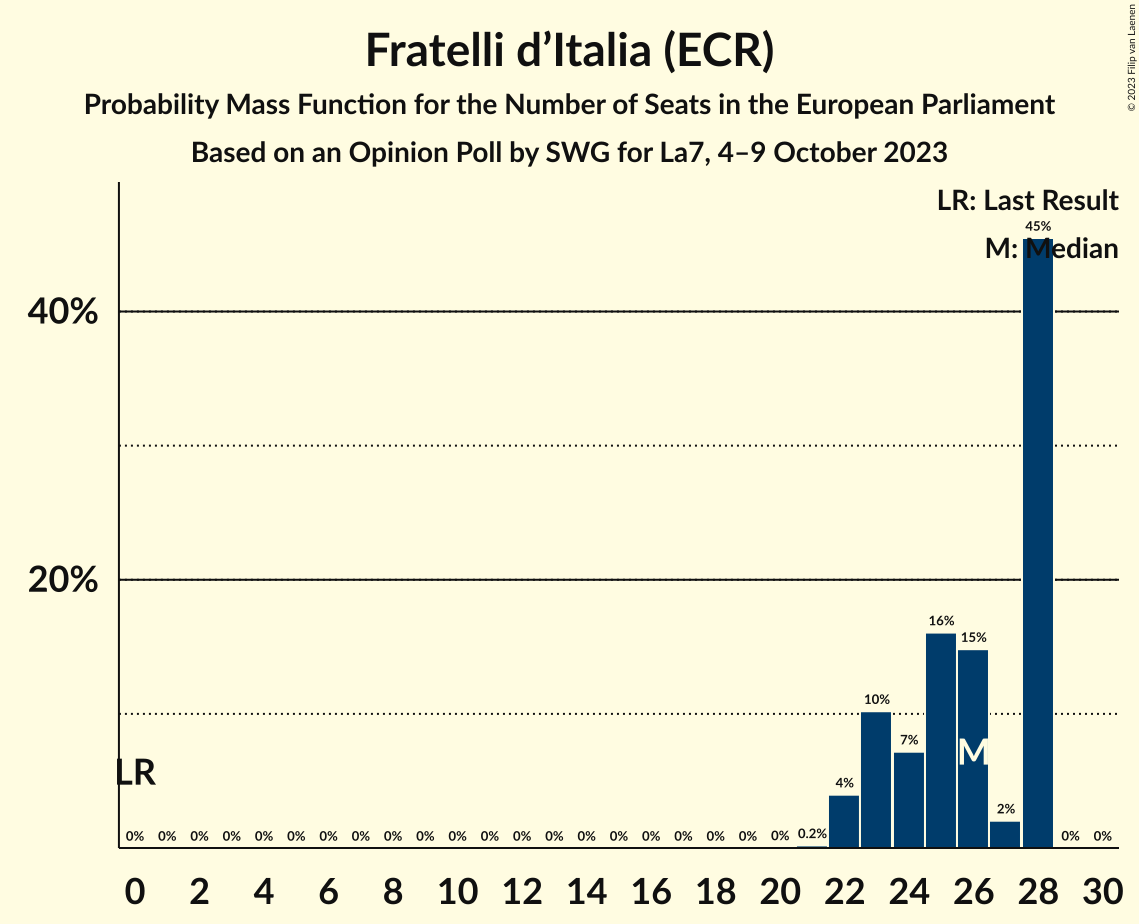 Fratelli d’Italia (ECR)
Probability Mass Function for the Number of Seats in the European Parliament
Based on an Opinion Poll by SWG for La7, 4–9 October 2023
© 2023 Filip van Laenen
LR: Last Result
M: Median
45%
40%
20%
16%
15%
10%
7%
4%
2%
0.2%
M
LR
0% 0% 0% 0% 0% 0% 0% 0% 0% 0% 0% 0% 0% 0% 0% 0% 0% 0% 0% 0% 0% 0% 0%
0 2 4 6 8 10 12 14 16 18 20 22 24 26 28 30